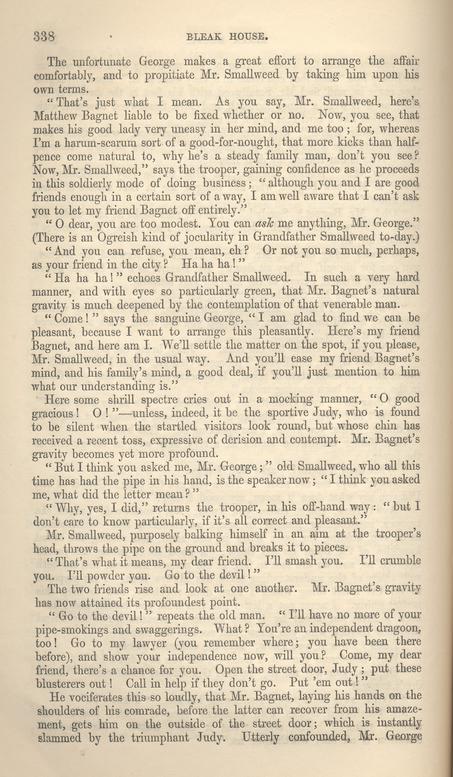 338 BLEAK HOUSE.
The unfortunate George makes a great effort to arrange the affair
comfortably, and to propitiate Mr. Smallweed by taking him upon his
own terms.
“That’s just what I mean. As you say, Mr. Smallweed, here’s
Matthew Bagnet liable to be fixed whether or no. Now, you see, that
makes his good lady very uneasy in her mind, and me too; for, whereas
I’m a harum-scarum sort of a good-for-nought, that more kicks than half-
pence come natural to, why he’s a steady family man, don’t you see?
Now, Mr. Smallweed,” says the trooper, gaining confidence as he proceeds
in this soldierly mode of doing business; “although you and I are good
friends enough in a certain sort of a way, I am well aware that I can’t ask
you to let my friend Bagnet off entirely.”
“O dear, you are too modest. You can ask me anything, Mr. George.”
(There is an Ogreish kind of jocularity in Grandfather Smallweed to-day.)
“And you can refuse, you mean, eh? Or not you so much, perhaps,
as your friend in the city? Ha ha ha!”
“Ha ha ha!” echoes Grandfather Smallweed. In such a very hard
manner, and with eyes so particularly green, that Mr. Bagnet’s natural
gravity is much deepened by the contemplation of that venerable man.
“Come!” says the sanguine George, “I am glad to find we can be
pleasant, because I want to arrange this pleasantly. Here’s my friend
Bagnet, and here am I. We’ll settle the matter on the spot, if you please,
Mr. Smallweed, in the usual way. And you’ll ease my friend Bagnet’s
mind, and his family’s mind, a good deal, if you’ll just mention to him
what our understanding is.”
Here some shrill spectre cries out in a mocking manner, “O good
gracious! O!”—unless, indeed, it be the sportive Judy, who is found
to be silent when the startled visitors look round, but whose chin has
received a recent toss, expressive of derision and contempt. Mr. Bagnet’s
gravity becomes yet more profound.
“But I think you asked me, Mr. George;” old Smallweed, who all this
time has had the pipe in his hand, is the speaker now; “I think you asked
me, what did the letter mean?”
“Why, yes, I did,” returns the trooper, in his off-hand way: “but I
don’t care to know particularly, if it’s all correct and pleasant.”
Mr. Smallweed, purposely balking himself in an aim at the trooper’s
head, throws the pipe on the ground and breaks it to pieces.
“That’s what it means, my dear friend. I’ll smash you. I’ll crumble
you. I’ll powder you. Go to the devil!”
The two friends rise and look at one another. Mr. Bagnet’s gravity
has now attained its profoundest point.
“Go to the devil!” repeats the old man. “I’ll have no more of your
pipe-smokings and swaggerings. What? You’re an independent dragoon,
too! Go to my lawyer (you remember where; you have been there
before), and show your independence now, will you? Come, my dear
friend, there’s a chance for you. Open the street door, Judy; put these
blusterers out! Call in help if they don’t go. Put ’em out!”
He vociferates this so loudly, that Mr. Bagnet, laying his hands on the
shoulders of his comrade, before the latter can recover from his amaze-
ment, gets him on the outside of the street door; which is instantly
slammed by the triumphant Judy. Utterly confounded, Mr. George